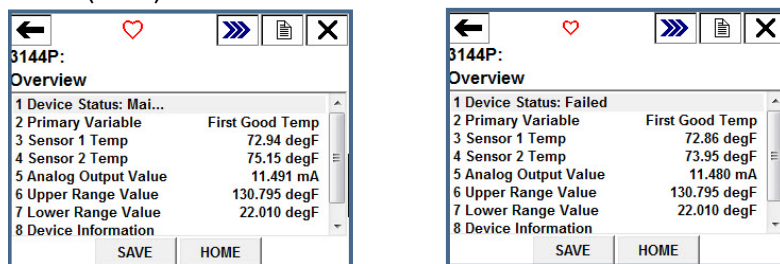 3144P:
Overview
1 Device Status: Mai...
2 Primary Variable First Good Temp
3 Sensor 1 Temp 72.94 degF
4 Sensor 2 Temp 75.15 degF
5 Analog Output Value 11.491 mA
6 Upper Range Value 130.795 degF
7 Lower Range Value 22.010 degF
8 Device Information
SAVE HOME
3144P:
Overview
1 Device Status: Failed
2 Primary Variable First Good Temp
3 Sensor 1 Temp 72.86 degF
4 Sensor 2 Temp 73.95 degF
5 Analog Output Value 11.480 mA
6 Upper Range Value 130.795 degF
7 Lower Range Value 22.010 degF
8 Device Information
SAVE HOME